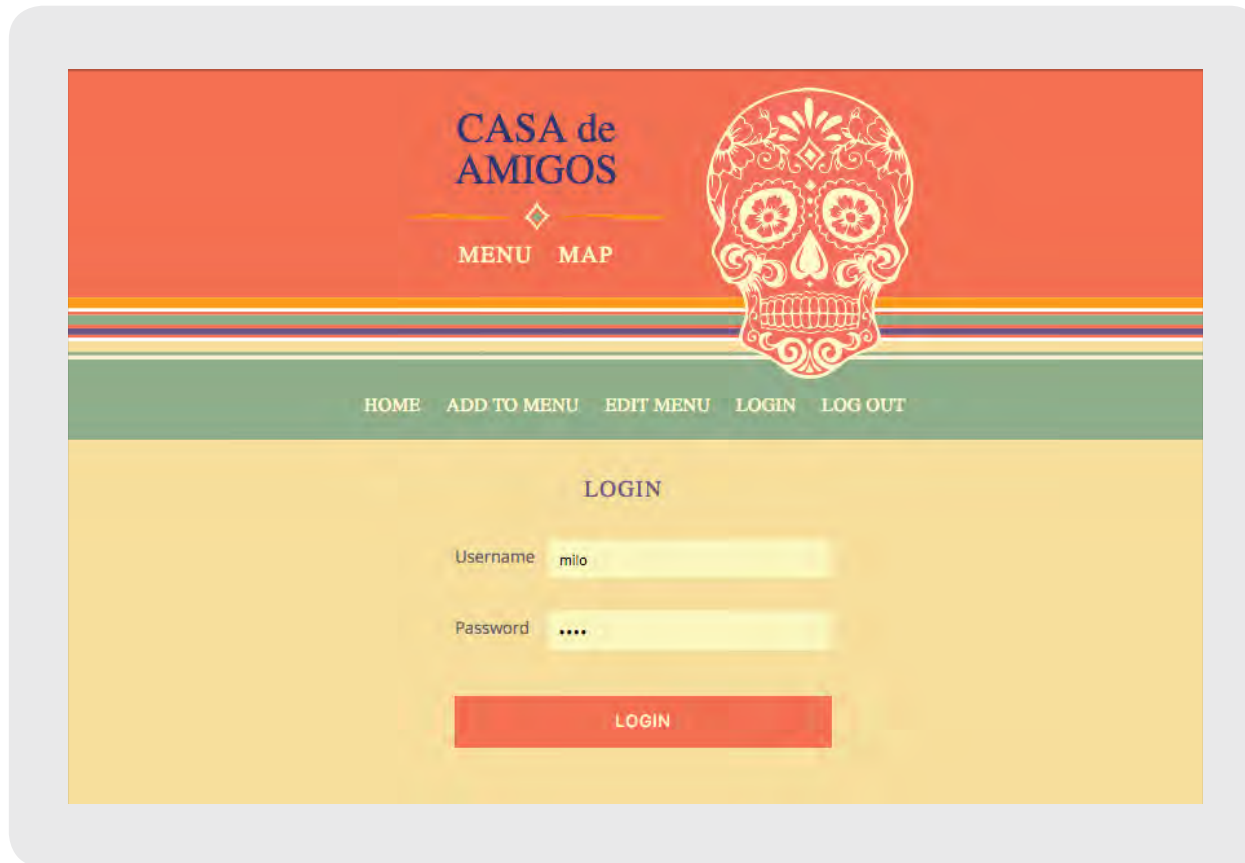 CASA de
AMIGOS
MENU MAP
HOME ADD TO MENU EDIT MENU LOGIN LOG OUT
LOGIN
Username milo
Password ••••
LOGIN